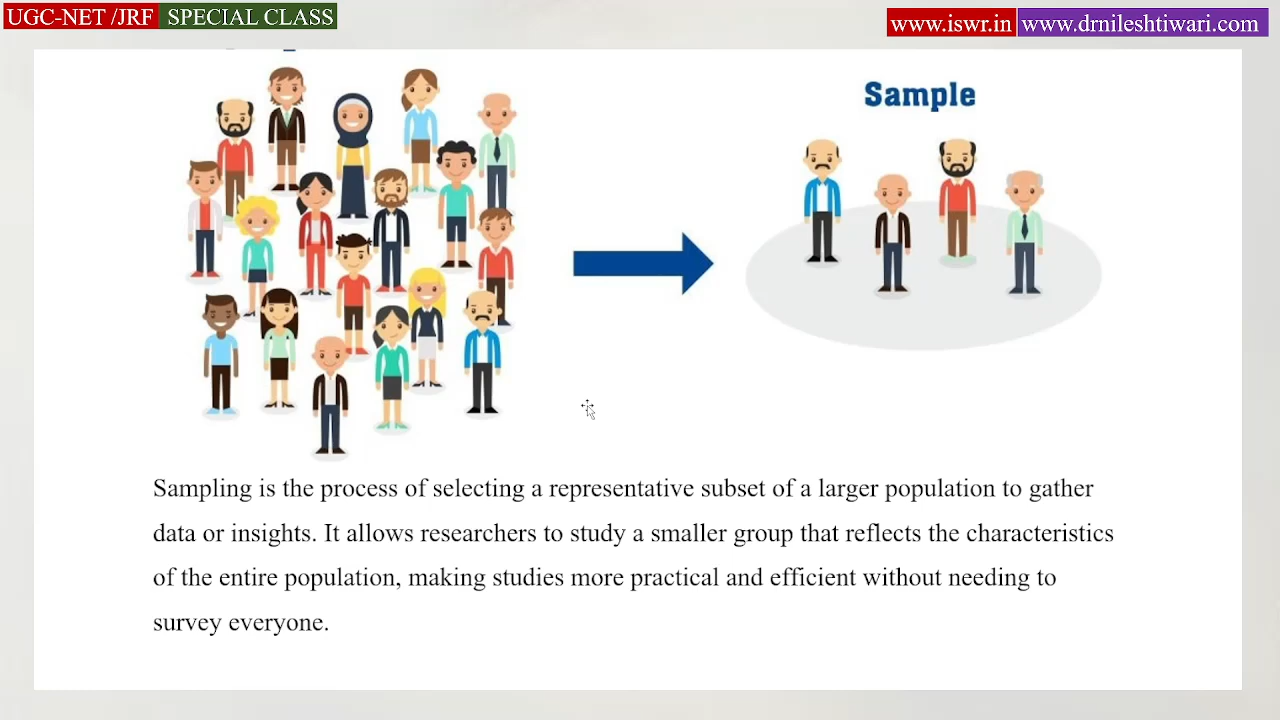 UGC-NET /JRF SPECIAL CLASS
www.iswr.in www.drnileshtiwari.com
Sample
Sampling is the process of selecting a representative subset of a larger population to gather
data or insights. It allows researchers to study a smaller group that reflects the characteristics
of the entire population, making studies more practical and efficient without needing to
survey everyone.